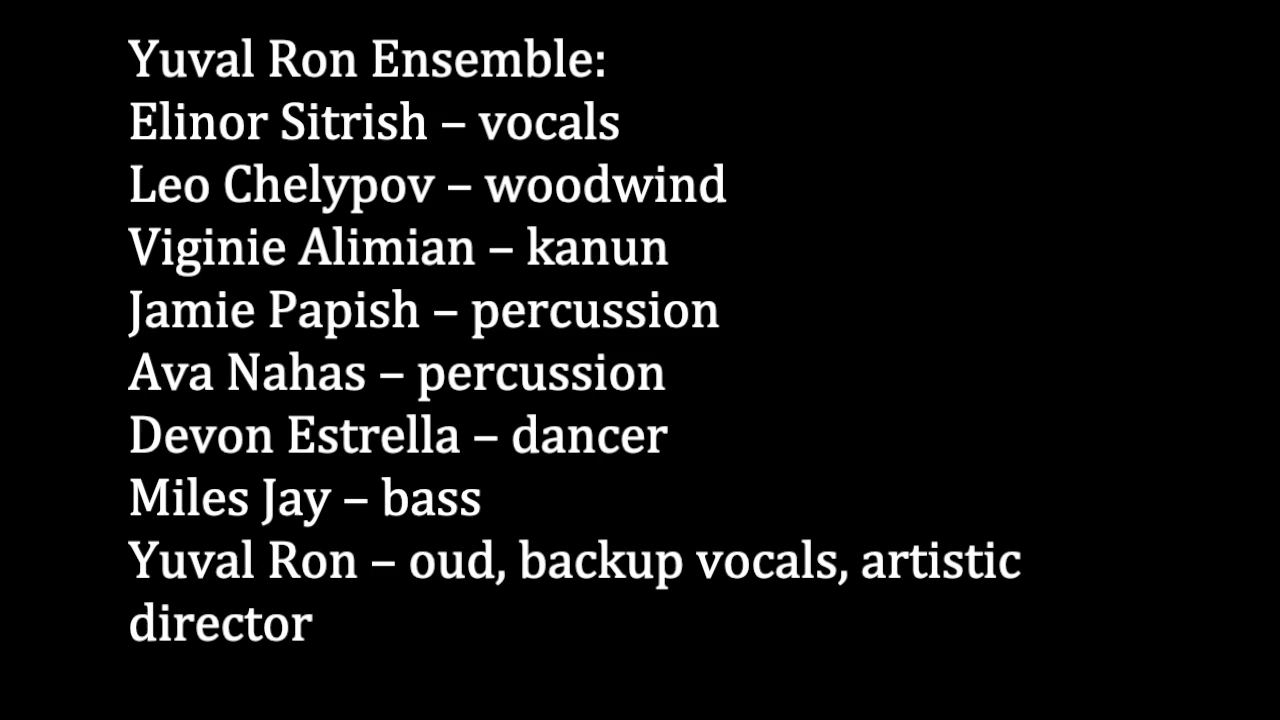 Yuval Ron Ensemble:
Elinor Sitrish – vocals
Leo Chelypov – woodwind
Viginie Alimian – kanun
Jamie Papish – percussion
Ava Nahas – percussion
Devon Estrella – dancer
Miles Jay – bass
Yuval Ron – oud, backup vocals, artistic
director